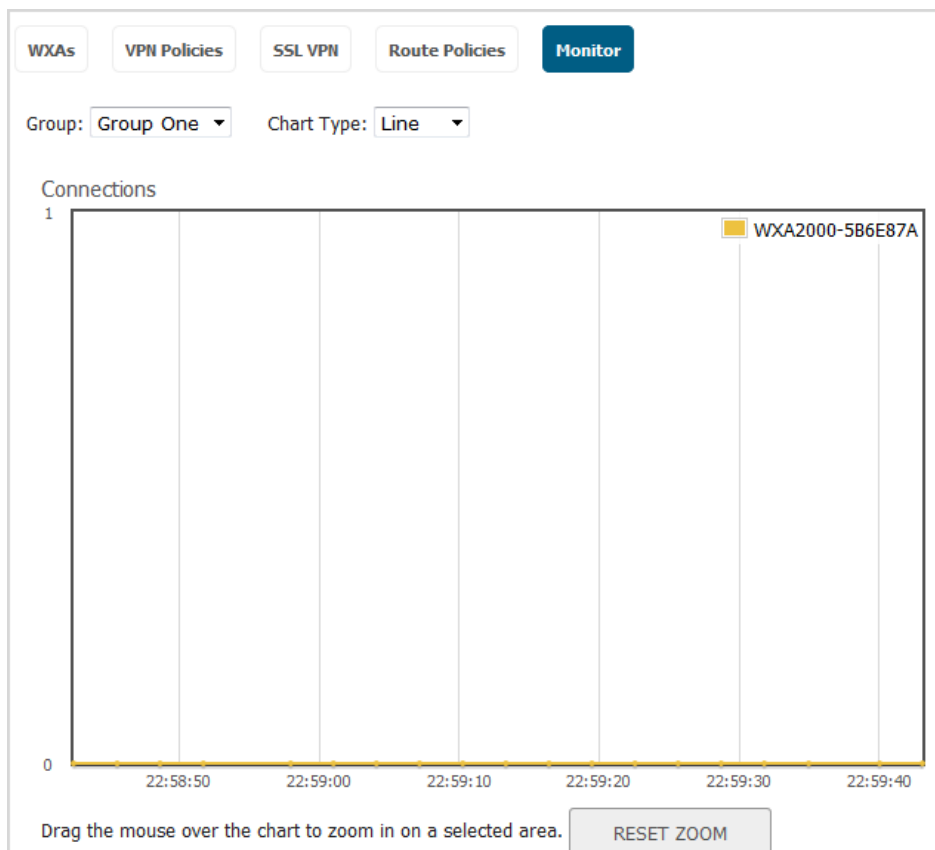 WXAs VPN Policies SSL VPN Route Policies Monitor
Group: Group One Chart Type: Line
Connections
1
WXA2000-5B6E87A
0
22:58:50 22:59:00 22:59:10 22:59:20 22:59:30 22:59:40
Drag the mouse over the chart to zoom in on a selected area. RESET ZOOM